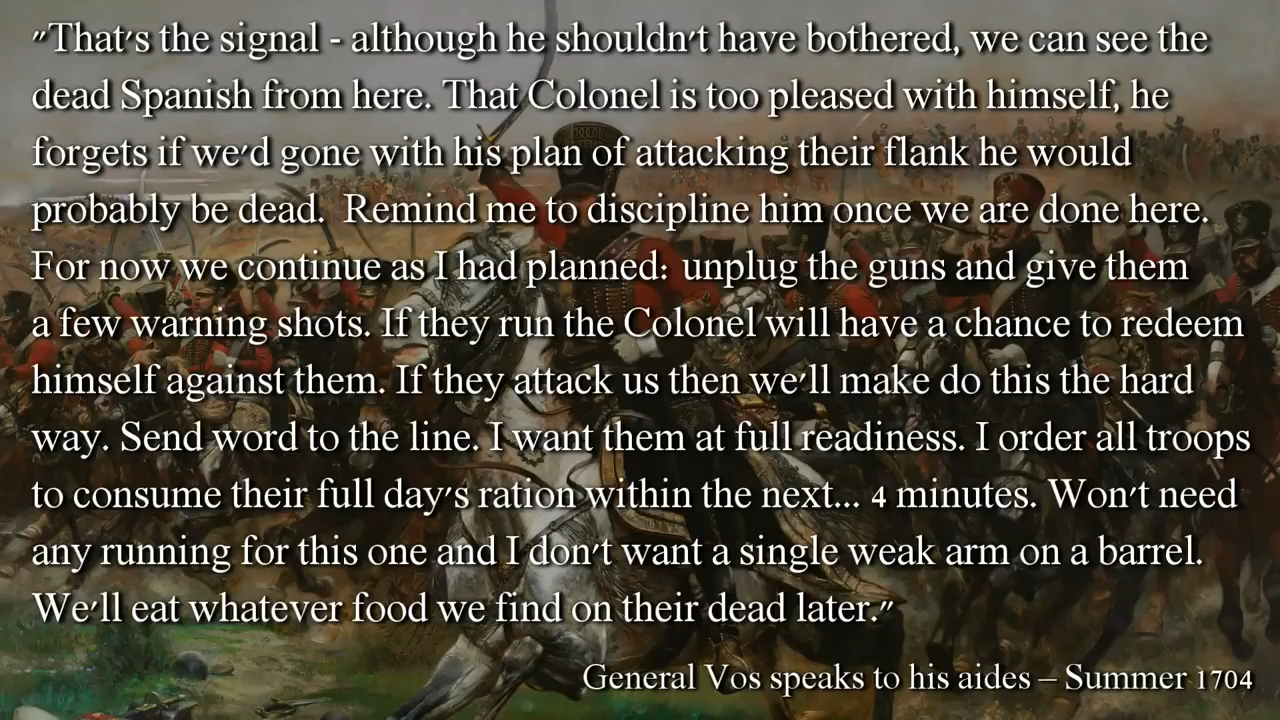 "That's the signal - although he shouldn't have bothered, we can see the
dead Spanish from here. That Colonel is too pleased with himself, he
forgets if we'd gone with his plan of attacking their flank he would
probably be dead.  Remind me to discipline him once we are done here.
For now we continue as I had planned: unplug the guns and give them
a few warning shots. If they run the Colonel will have a chance to redeem
himself against them. If they attack us then we'll make do this the hard
way. Send word to the line. I want them at full readiness. I order all troops
to consume their full day's ration within the next... 4 minutes. Won't need
any running for this one and I don't want a single weak arm on a barrel.
We'll eat whatever food we find on their dead later."
General Vos speaks to his aides – Summer 1704